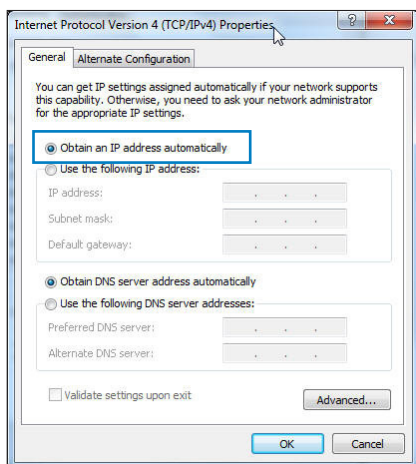 Internet Protocol Version 4 (TCP/IPv4) Properties
General
Alternate Configuration
You can get IP settings assigned automatically if your network supports
this capability. Otherwise, you need to ask your network administrator
for the appropriate IP settings.
Obtain an IP address automatically
Use the following IP address:
IP address:
Subnet mask:
Default gateway:
Obtain DNS server address automatically
Use the following DNS server addresses:
Preferred DNS server:
Alternate DNS server:
Validate settings upon exit
Advanced...
OK
Cancel